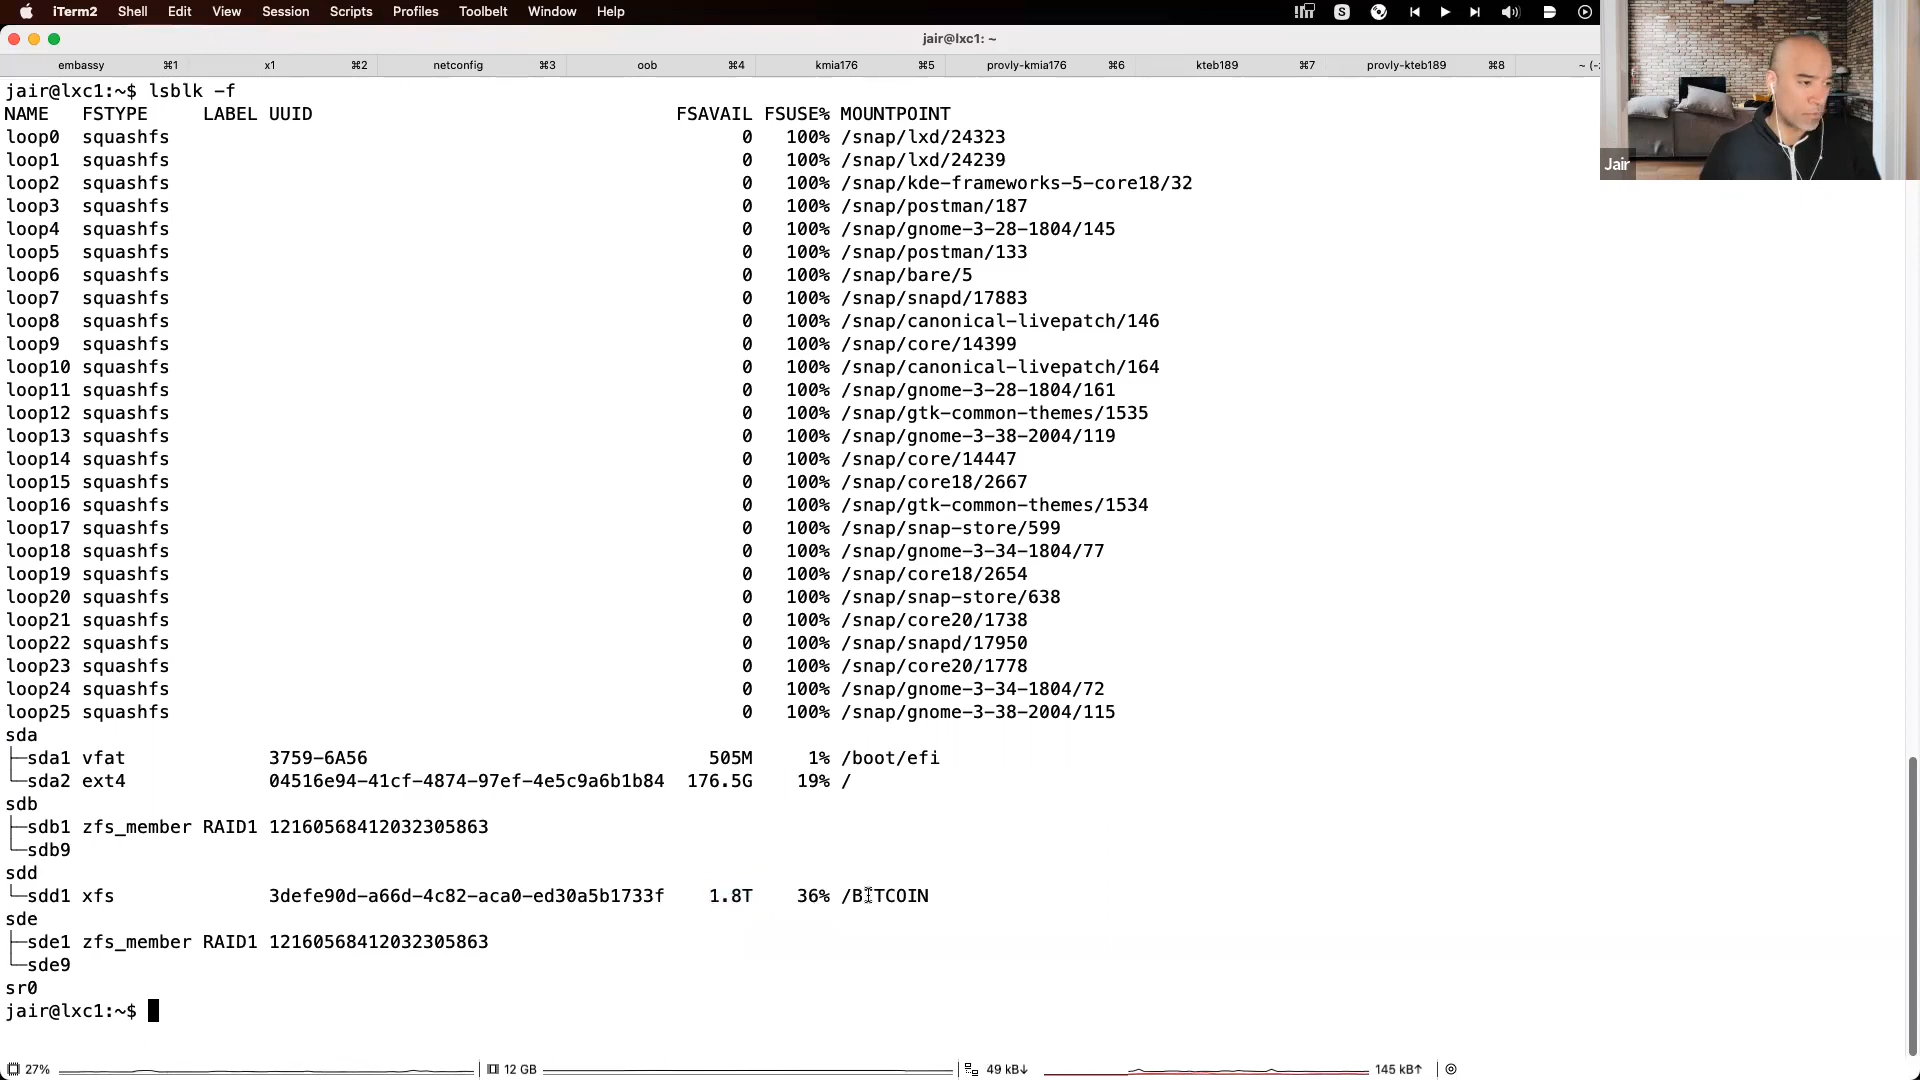 iTerm2 Shell Edit View Session Scripts Profiles Toolbelt Window Help
jair@lxc1: ~
embassy ⌘1 x1 ⌘2 netconfig ⌘3 oob ⌘4 kmia176 ⌘5 provly-kmia176 ⌘6 kteb189 ⌘7 provly-kteb189 ⌘8 ~ (-
Jair
jair@lxc1:~$ lsblk -f
NAME FSTYPE LABEL UUID FSAVAIL FSUSE% MOUNTPOINT
loop0 squashfs 0 100% /snap/lxd/24323
loop1 squashfs 0 100% /snap/lxd/24239
loop2 squashfs 0 100% /snap/kde-frameworks-5-core18/32
loop3 squashfs 0 100% /snap/postman/187
loop4 squashfs 0 100% /snap/gnome-3-28-1804/145
loop5 squashfs 0 100% /snap/postman/133
loop6 squashfs 0 100% /snap/bare/5
loop7 squashfs 0 100% /snap/snapd/17883
loop8 squashfs 0 100% /snap/canonical-livepatch/146
loop9 squashfs 0 100% /snap/core/14399
loop10 squashfs 0 100% /snap/canonical-livepatch/164
loop11 squashfs 0 100% /snap/gnome-3-28-1804/161
loop12 squashfs 0 100% /snap/gtk-common-themes/1535
loop13 squashfs 0 100% /snap/gnome-3-38-2004/119
loop14 squashfs 0 100% /snap/core/14447
loop15 squashfs 0 100% /snap/core18/2667
loop16 squashfs 0 100% /snap/gtk-common-themes/1534
loop17 squashfs 0 100% /snap/snap-store/599
loop18 squashfs 0 100% /snap/gnome-3-34-1804/77
loop19 squashfs 0 100% /snap/core18/2654
loop20 squashfs 0 100% /snap/snap-store/638
loop21 squashfs 0 100% /snap/core20/1738
loop22 squashfs 0 100% /snap/snapd/17950
loop23 squashfs 0 100% /snap/core20/1778
loop24 squashfs 0 100% /snap/gnome-3-34-1804/72
loop25 squashfs 0 100% /snap/gnome-3-38-2004/115
sda
├─sda1 vfat 3759-6A56 505M 1% /boot/efi
└─sda2 ext4 04516e94-41cf-4874-97ef-4e5c9a6b1b84 176.5G 19% /
sdb
├─sdb1 zfs_member RAID1 12160568412032305863
└─sdb9
sdd
└─sdd1 xfs 3defe90d-a66d-4c82-aca0-ed30a5b1733f 1.8T 36% /BITCOIN
sde
├─sde1 zfs_member RAID1 12160568412032305863
└─sde9
sr0
jair@lxc1:~$
27% 12 GB 49 kB↓ 145 kB↑